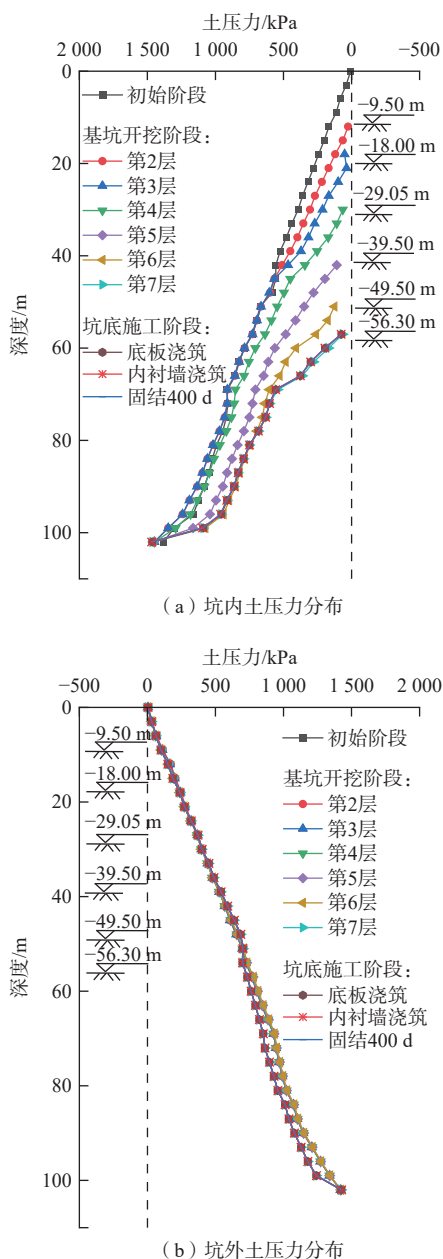 土压力/kPa
2 000 1 500 1 000 500 0 −500
0
−9.50 m
初始阶段
−18.00 m
基坑开挖阶段：
第2层
20
第3层
−29.05 m
第4层
第5层
−39.50 m
40
第6层
第7层
−49.50 m
深度/m
坑底施工阶段：
−56.30 m
底板浇筑
60
内衬墙浇筑
固结400 d
80
100
（a）坑内土压力分布
土压力/kPa
−500 0 500 1 000 1 500 2 000
0
−9.50 m
初始阶段
−18.00 m
基坑开挖阶段：
20
第2层
−29.05 m
第3层
第4层
−39.50 m
第5层
40
第6层
−49.50 m
第7层
深度/m
−56.30 m
坑底施工阶段：
60
底板浇筑
内衬墙浇筑
固结400 d
80
100
（b）坑外土压力分布